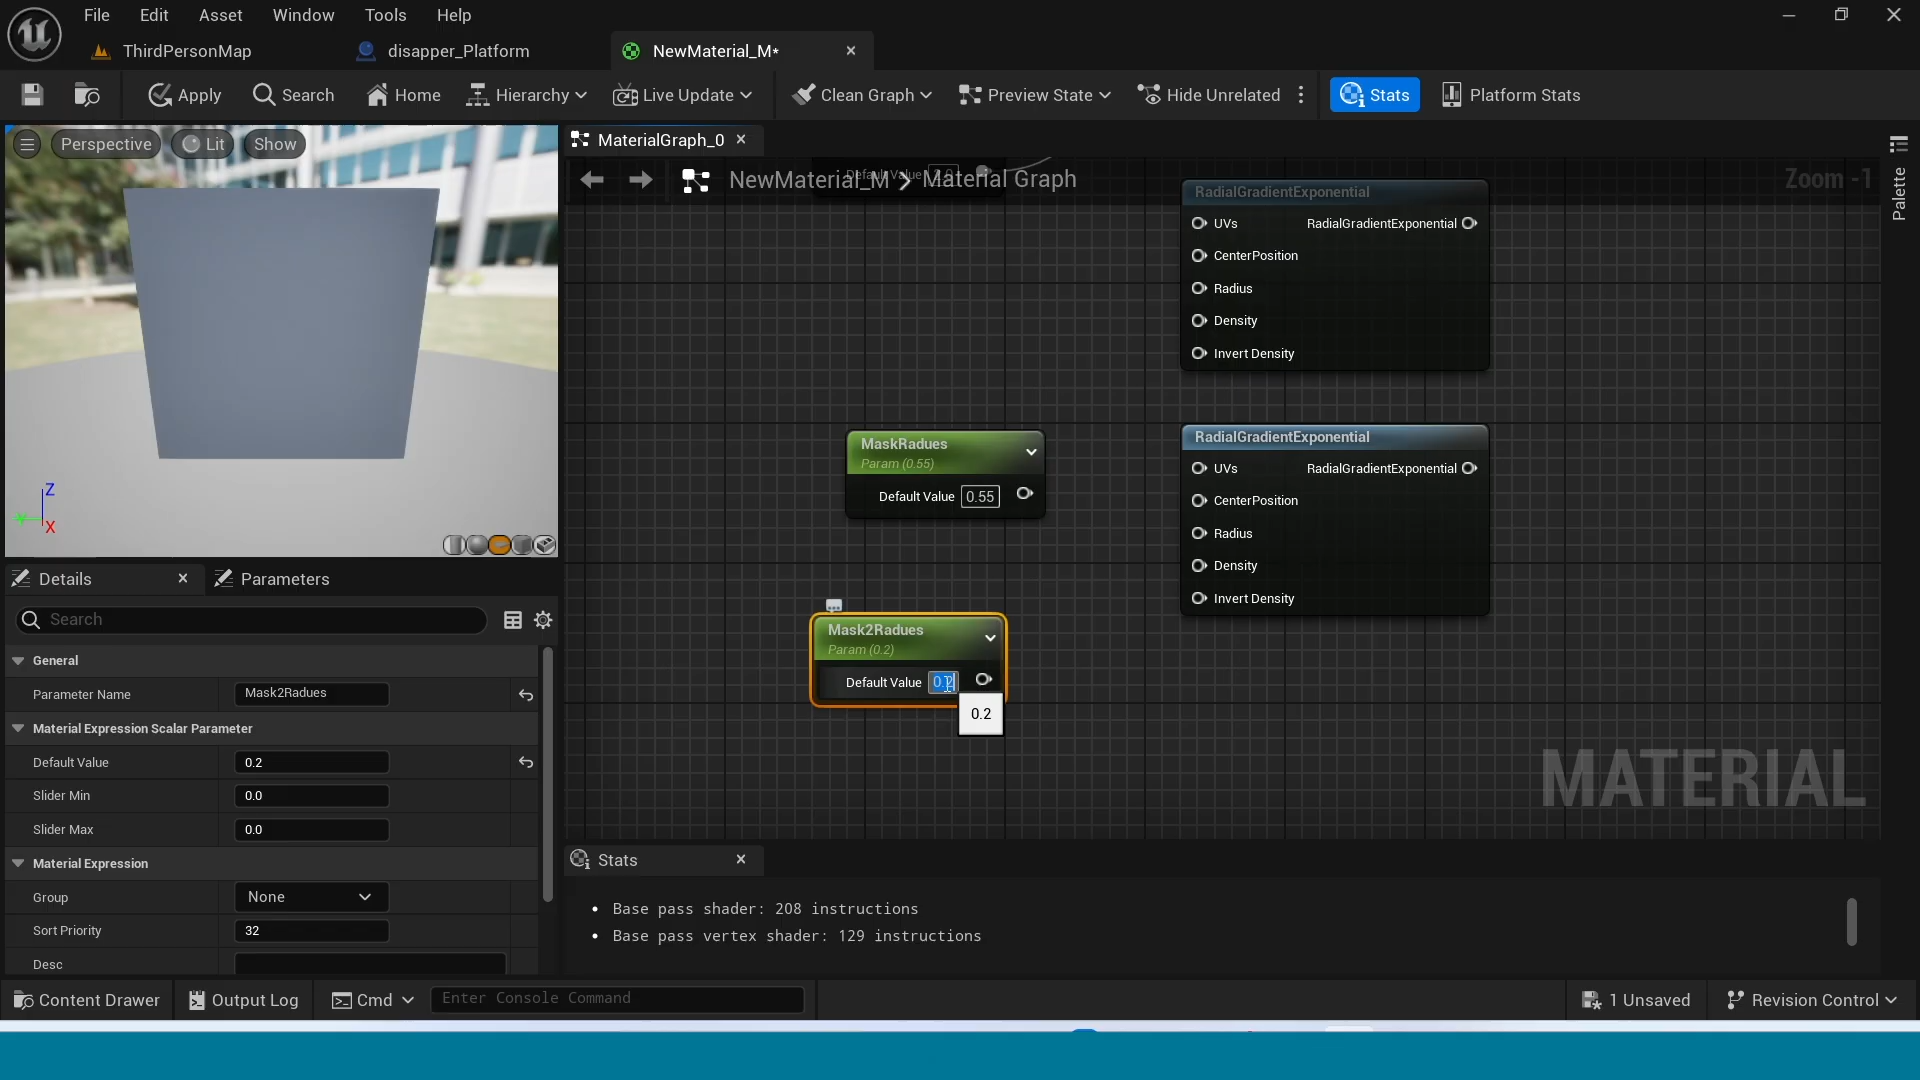 File Edit Asset Window Tools Help
ThirdPersonMap disapper_Platform NewMaterial_M*
Apply Search Home Hierarchy Live Update Clean Graph Preview State Hide Unrelated Stats Platform Stats
Perspective Lit Show
MaterialGraph_0
NewMaterial_M > Material Graph
Default Value
Zoom -1
Palette
RadialGradientExponential
UVs RadialGradientExponential
CenterPosition
Radius
Density
Invert Density
MaskRadues
Param (0.55)
Default Value 0.55
RadialGradientExponential
UVs RadialGradientExponential
CenterPosition
Radius
Density
Invert Density
Mask2Radues
Param (0.2)
Default Value 0.2
0.2
MATERIAL
Z
Y
X
Details Parameters
Search
General
Parameter Name Mask2Radues
Material Expression Scalar Parameter
Default Value 0.2
Slider Min 0.0
Slider Max 0.0
Material Expression
Group None
Sort Priority 32
Desc
Stats
• Base pass shader: 208 instructions
• Base pass vertex shader: 129 instructions
Content Drawer Output Log Cmd Enter Console Command 1 Unsaved Revision Control